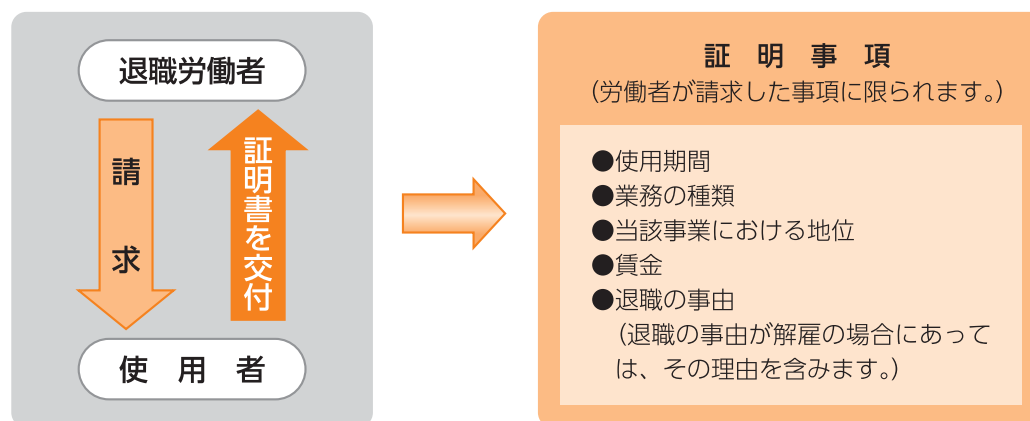 退職労働者
請求
証明書を交付
使用者
証明事項
（労働者が請求した事項に限られます。）
●使用期間
●業務の種類
●当該事業における地位
●賃金
●退職の事由
（退職の事由が解雇の場合にあって
は、その理由を含みます。）